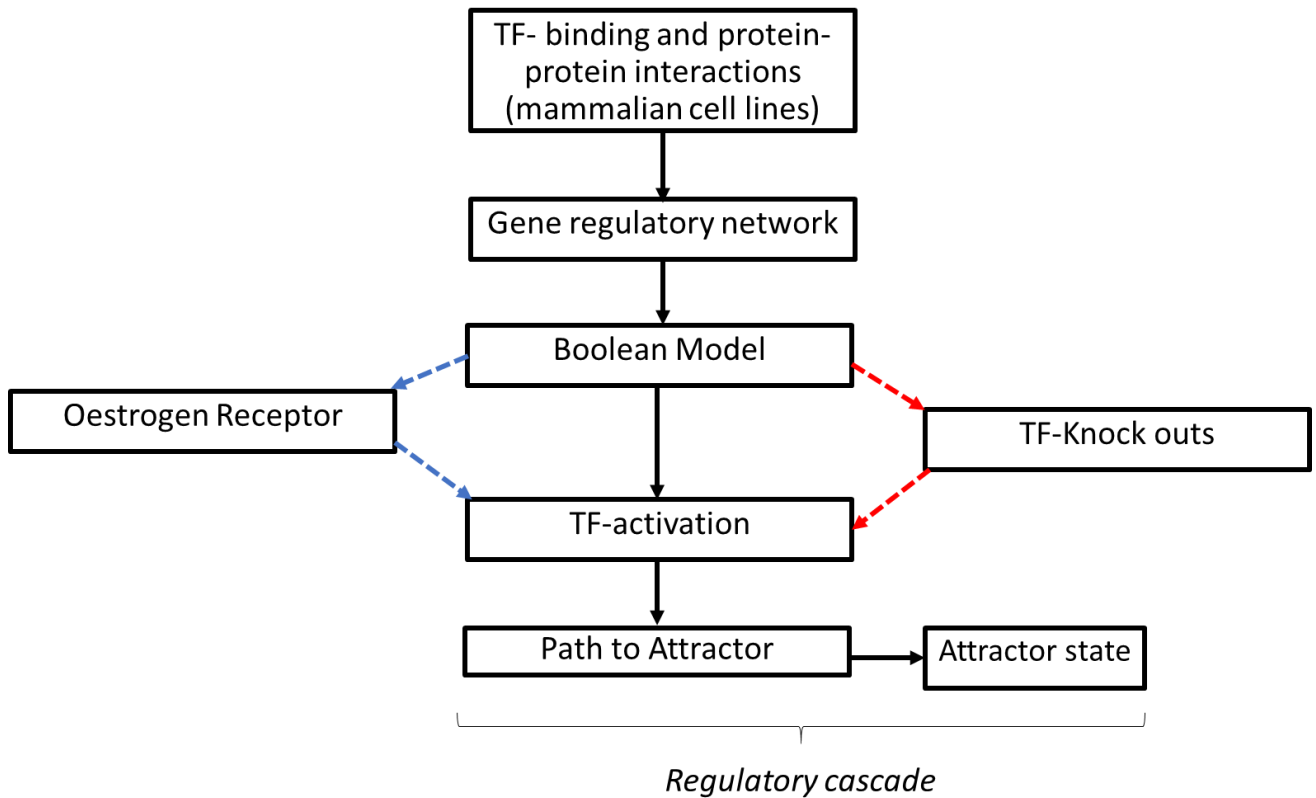 TF- binding and protein-
protein interactions
(mammalian cell lines)
Gene regulatory network
Boolean Model
Oestrogen Receptor
TF-Knock outs
TF-activation
Path to Attractor
Attractor state
Regulatory cascade